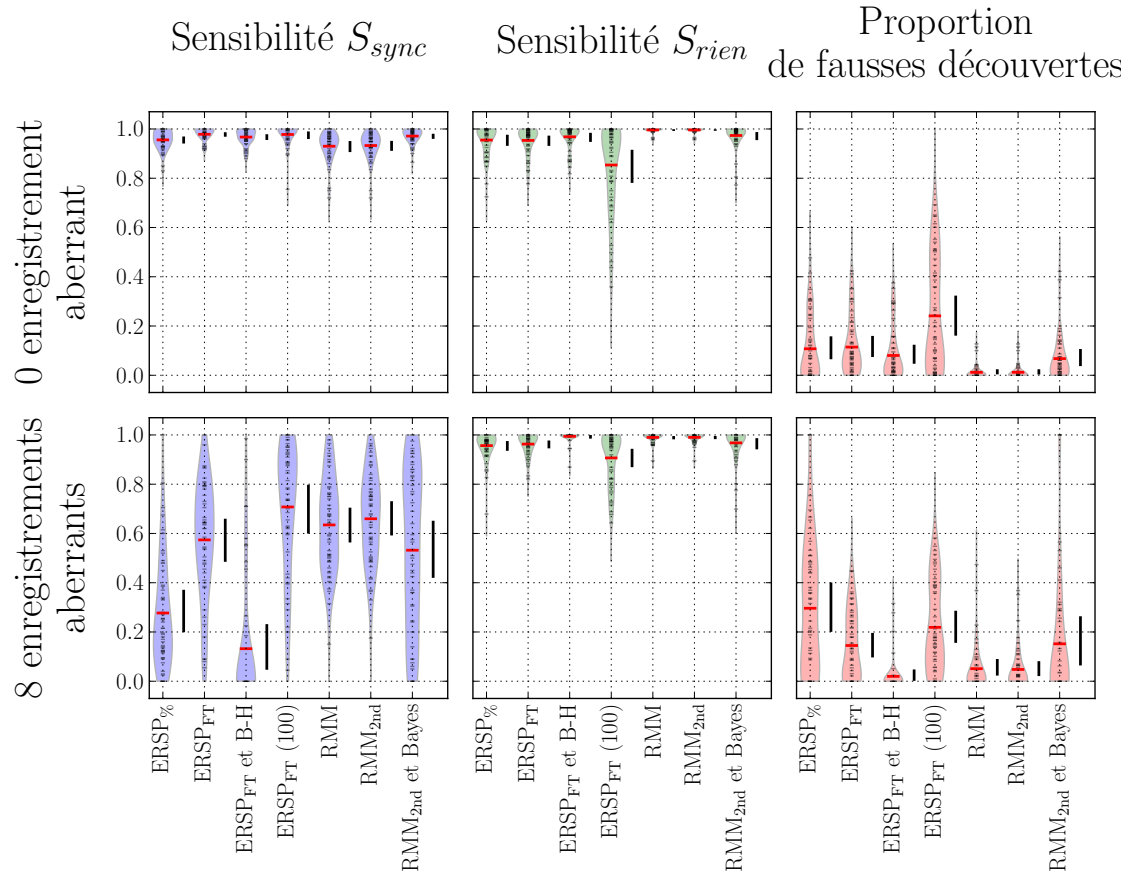 Sensibilité S_sync
Sensibilité S_rien
Proportion
de fausses découvertes
0 enregistrement
aberrant
1.0
0.8
0.6
0.4
0.2
0.0
8 enregistrements
aberrants
1.0
0.8
0.6
0.4
0.2
0.0
ERSP%
ERSP_FT
ERSP_FT et B-H
ERSP_FT (100)
RMM
RMM_2nd
RMM_2nd et Bayes
ERSP%
ERSP_FT
ERSP_FT et B-H
ERSP_FT (100)
RMM
RMM_2nd
RMM_2nd et Bayes
ERSP%
ERSP_FT
ERSP_FT et B-H
ERSP_FT (100)
RMM
RMM_2nd
RMM_2nd et Bayes